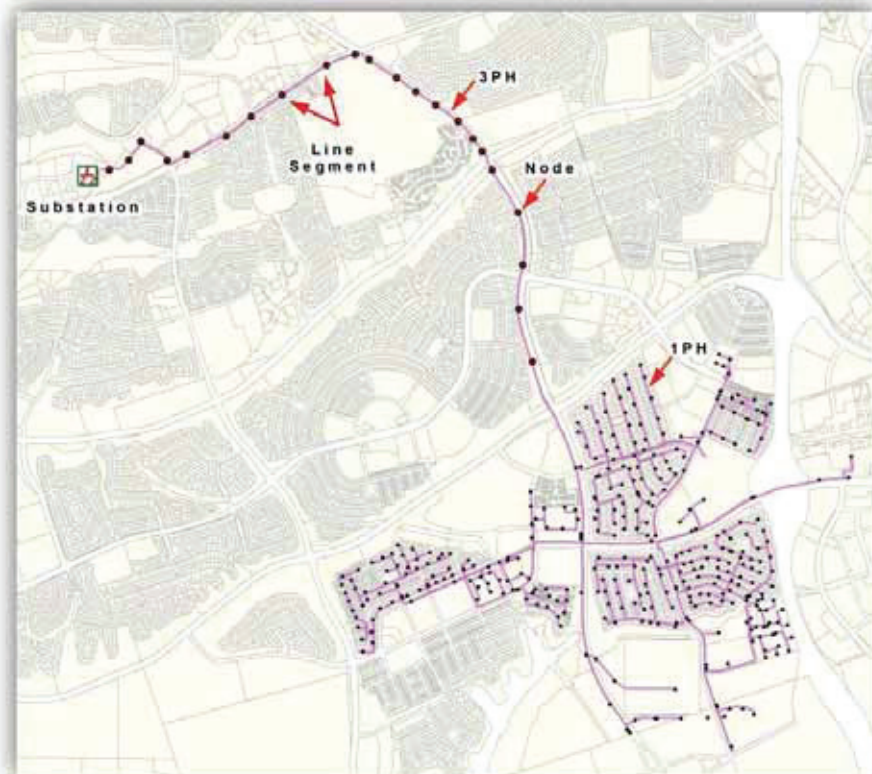 3PH
Line
Segment
Node
Substation
1PH